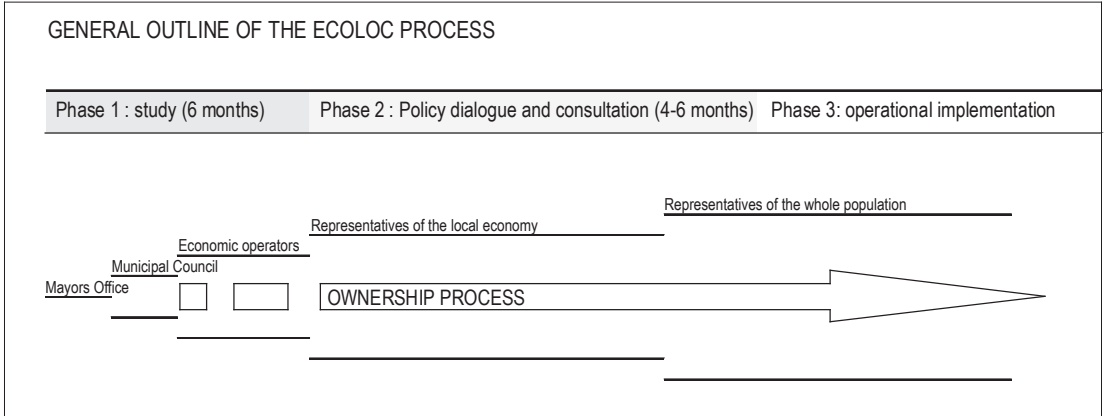 GENERAL OUTLINE OF THE ECOLOC PROCESS
Phase 1 : study (6 months) Phase 2 : Policy dialogue and consultation (4-6 months) Phase 3: operational implementation
Representatives of the whole population
Representatives of the local economy
Economic operators
Municipal Council
Mayors Office
OWNERSHIP PROCESS